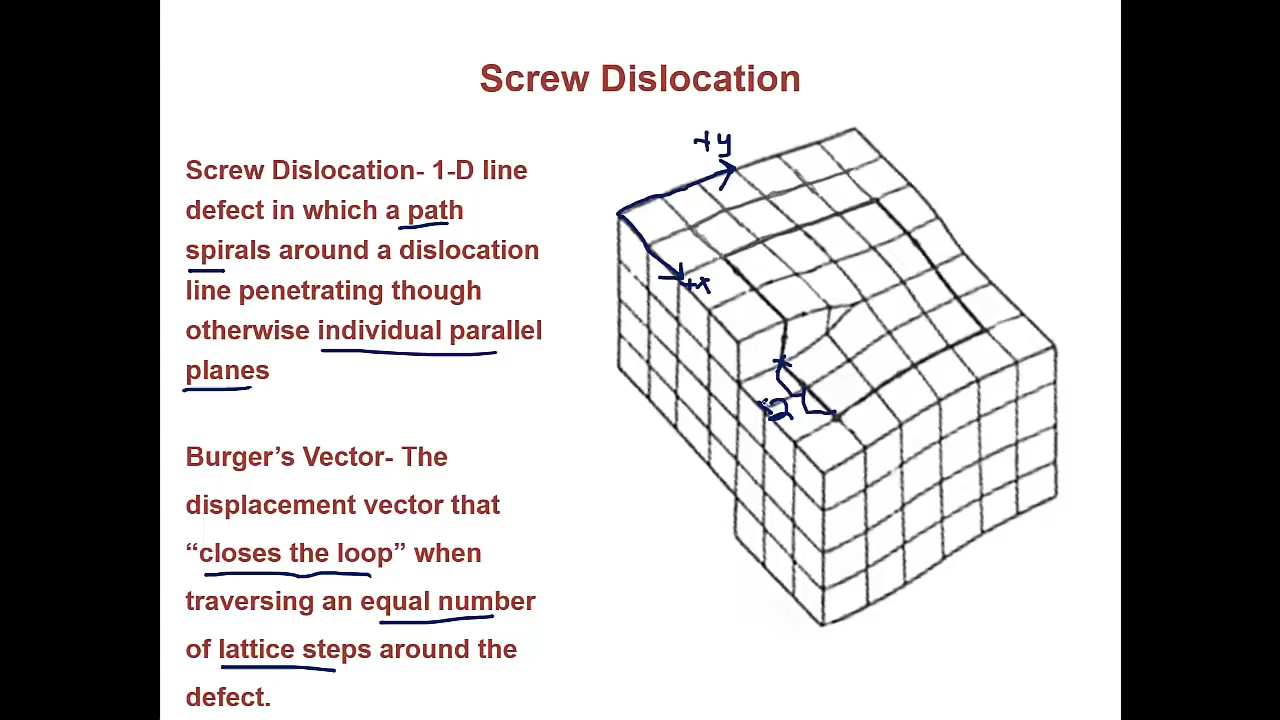 Screw Dislocation
Screw Dislocation- 1-D line
defect in which a path
spirals around a dislocation
line penetrating though
otherwise individual parallel
planes
Burger’s Vector- The
displacement vector that
“closes the loop” when
traversing an equal number
of lattice steps around the
defect.
+y
+x
2